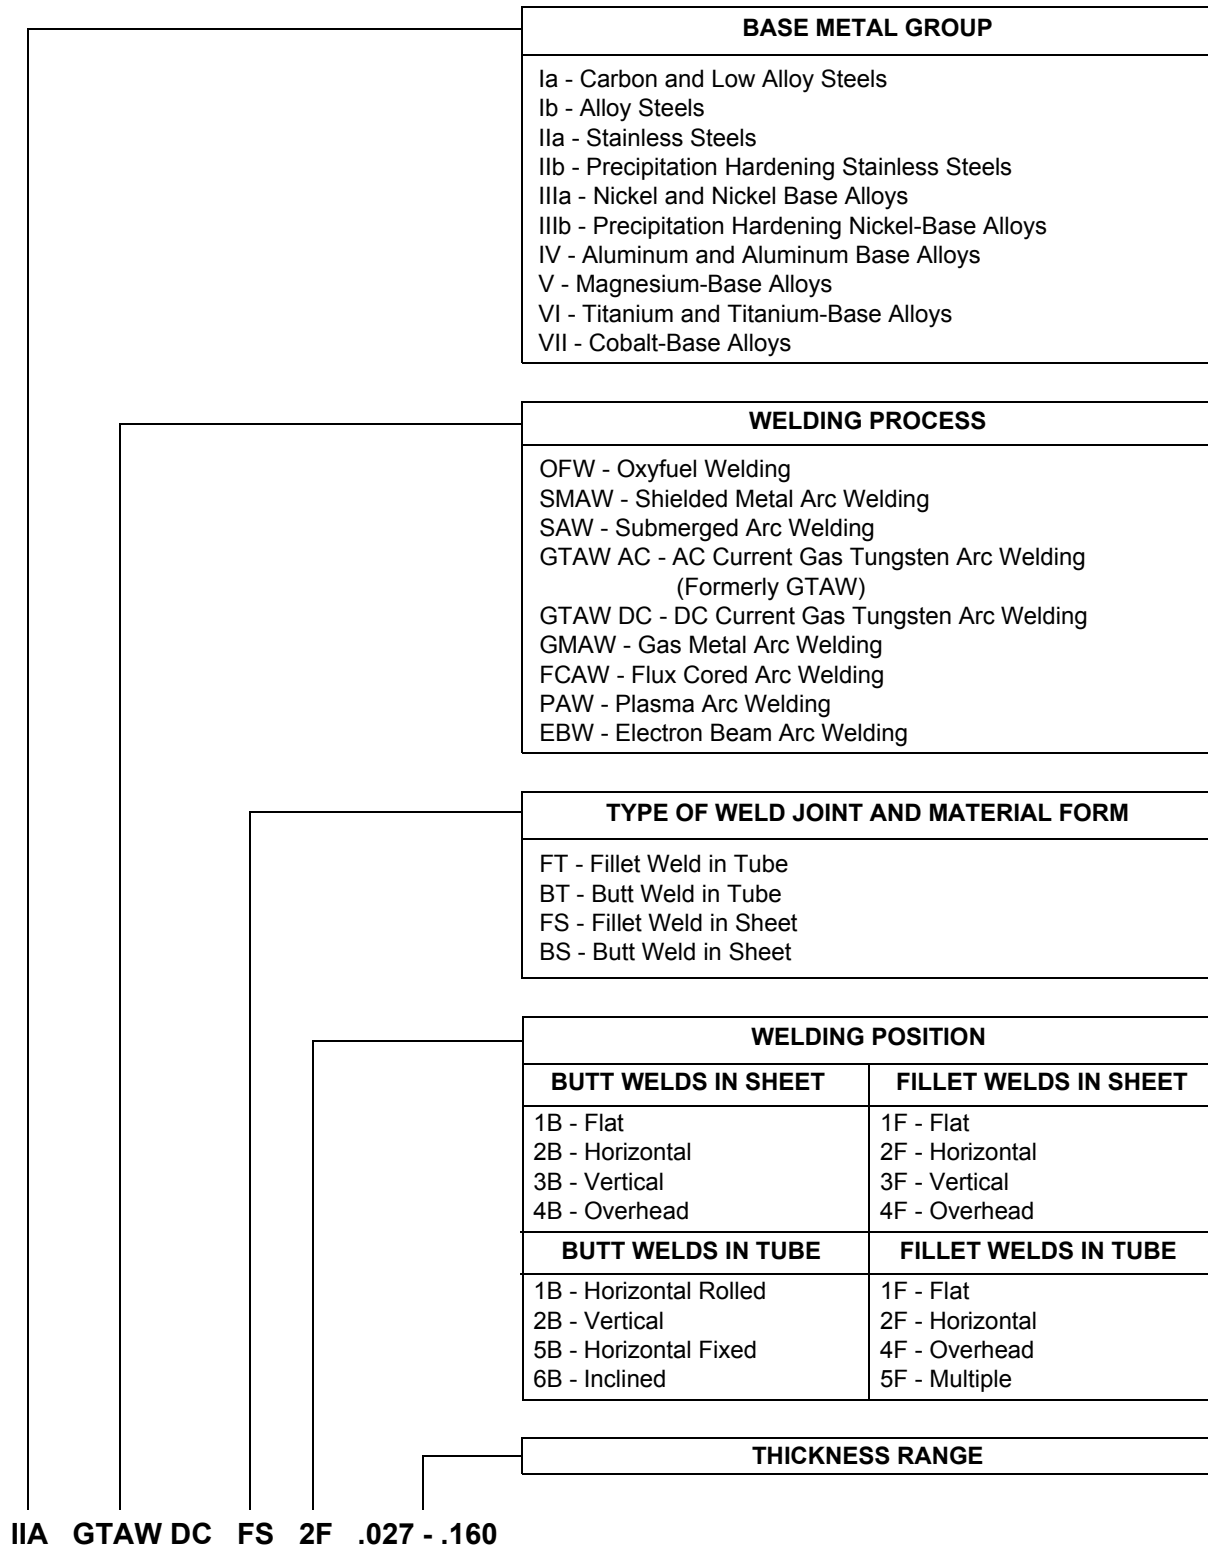 BASE METAL GROUP
Ia - Carbon and Low Alloy Steels
Ib - Alloy Steels
IIa - Stainless Steels
IIb - Precipitation Hardening Stainless Steels
IIIa - Nickel and Nickel Base Alloys
IIIb - Precipitation Hardening Nickel-Base Alloys
IV - Aluminum and Aluminum Base Alloys
V - Magnesium-Base Alloys
VI - Titanium and Titanium-Base Alloys
VII - Cobalt-Base Alloys
WELDING PROCESS
OFW - Oxyfuel Welding
SMAW - Shielded Metal Arc Welding
SAW - Submerged Arc Welding
GTAW AC - AC Current Gas Tungsten Arc Welding
(Formerly GTAW)
GTAW DC - DC Current Gas Tungsten Arc Welding
GMAW - Gas Metal Arc Welding
FCAW - Flux Cored Arc Welding
PAW - Plasma Arc Welding
EBW - Electron Beam Arc Welding
TYPE OF WELD JOINT AND MATERIAL FORM
FT - Fillet Weld in Tube
BT - Butt Weld in Tube
FS - Fillet Weld in Sheet
BS - Butt Weld in Sheet
WELDING POSITION
BUTT WELDS IN SHEET
1B - Flat
2B - Horizontal
3B - Vertical
4B - Overhead
FILLET WELDS IN SHEET
1F - Flat
2F - Horizontal
3F - Vertical
4F - Overhead
BUTT WELDS IN TUBE
1B - Horizontal Rolled
2B - Vertical
5B - Horizontal Fixed
6B - Inclined
FILLET WELDS IN TUBE
1F - Flat
2F - Horizontal
4F - Overhead
5F - Multiple
THICKNESS RANGE
IIA GTAW DC FS 2F .027 - .160